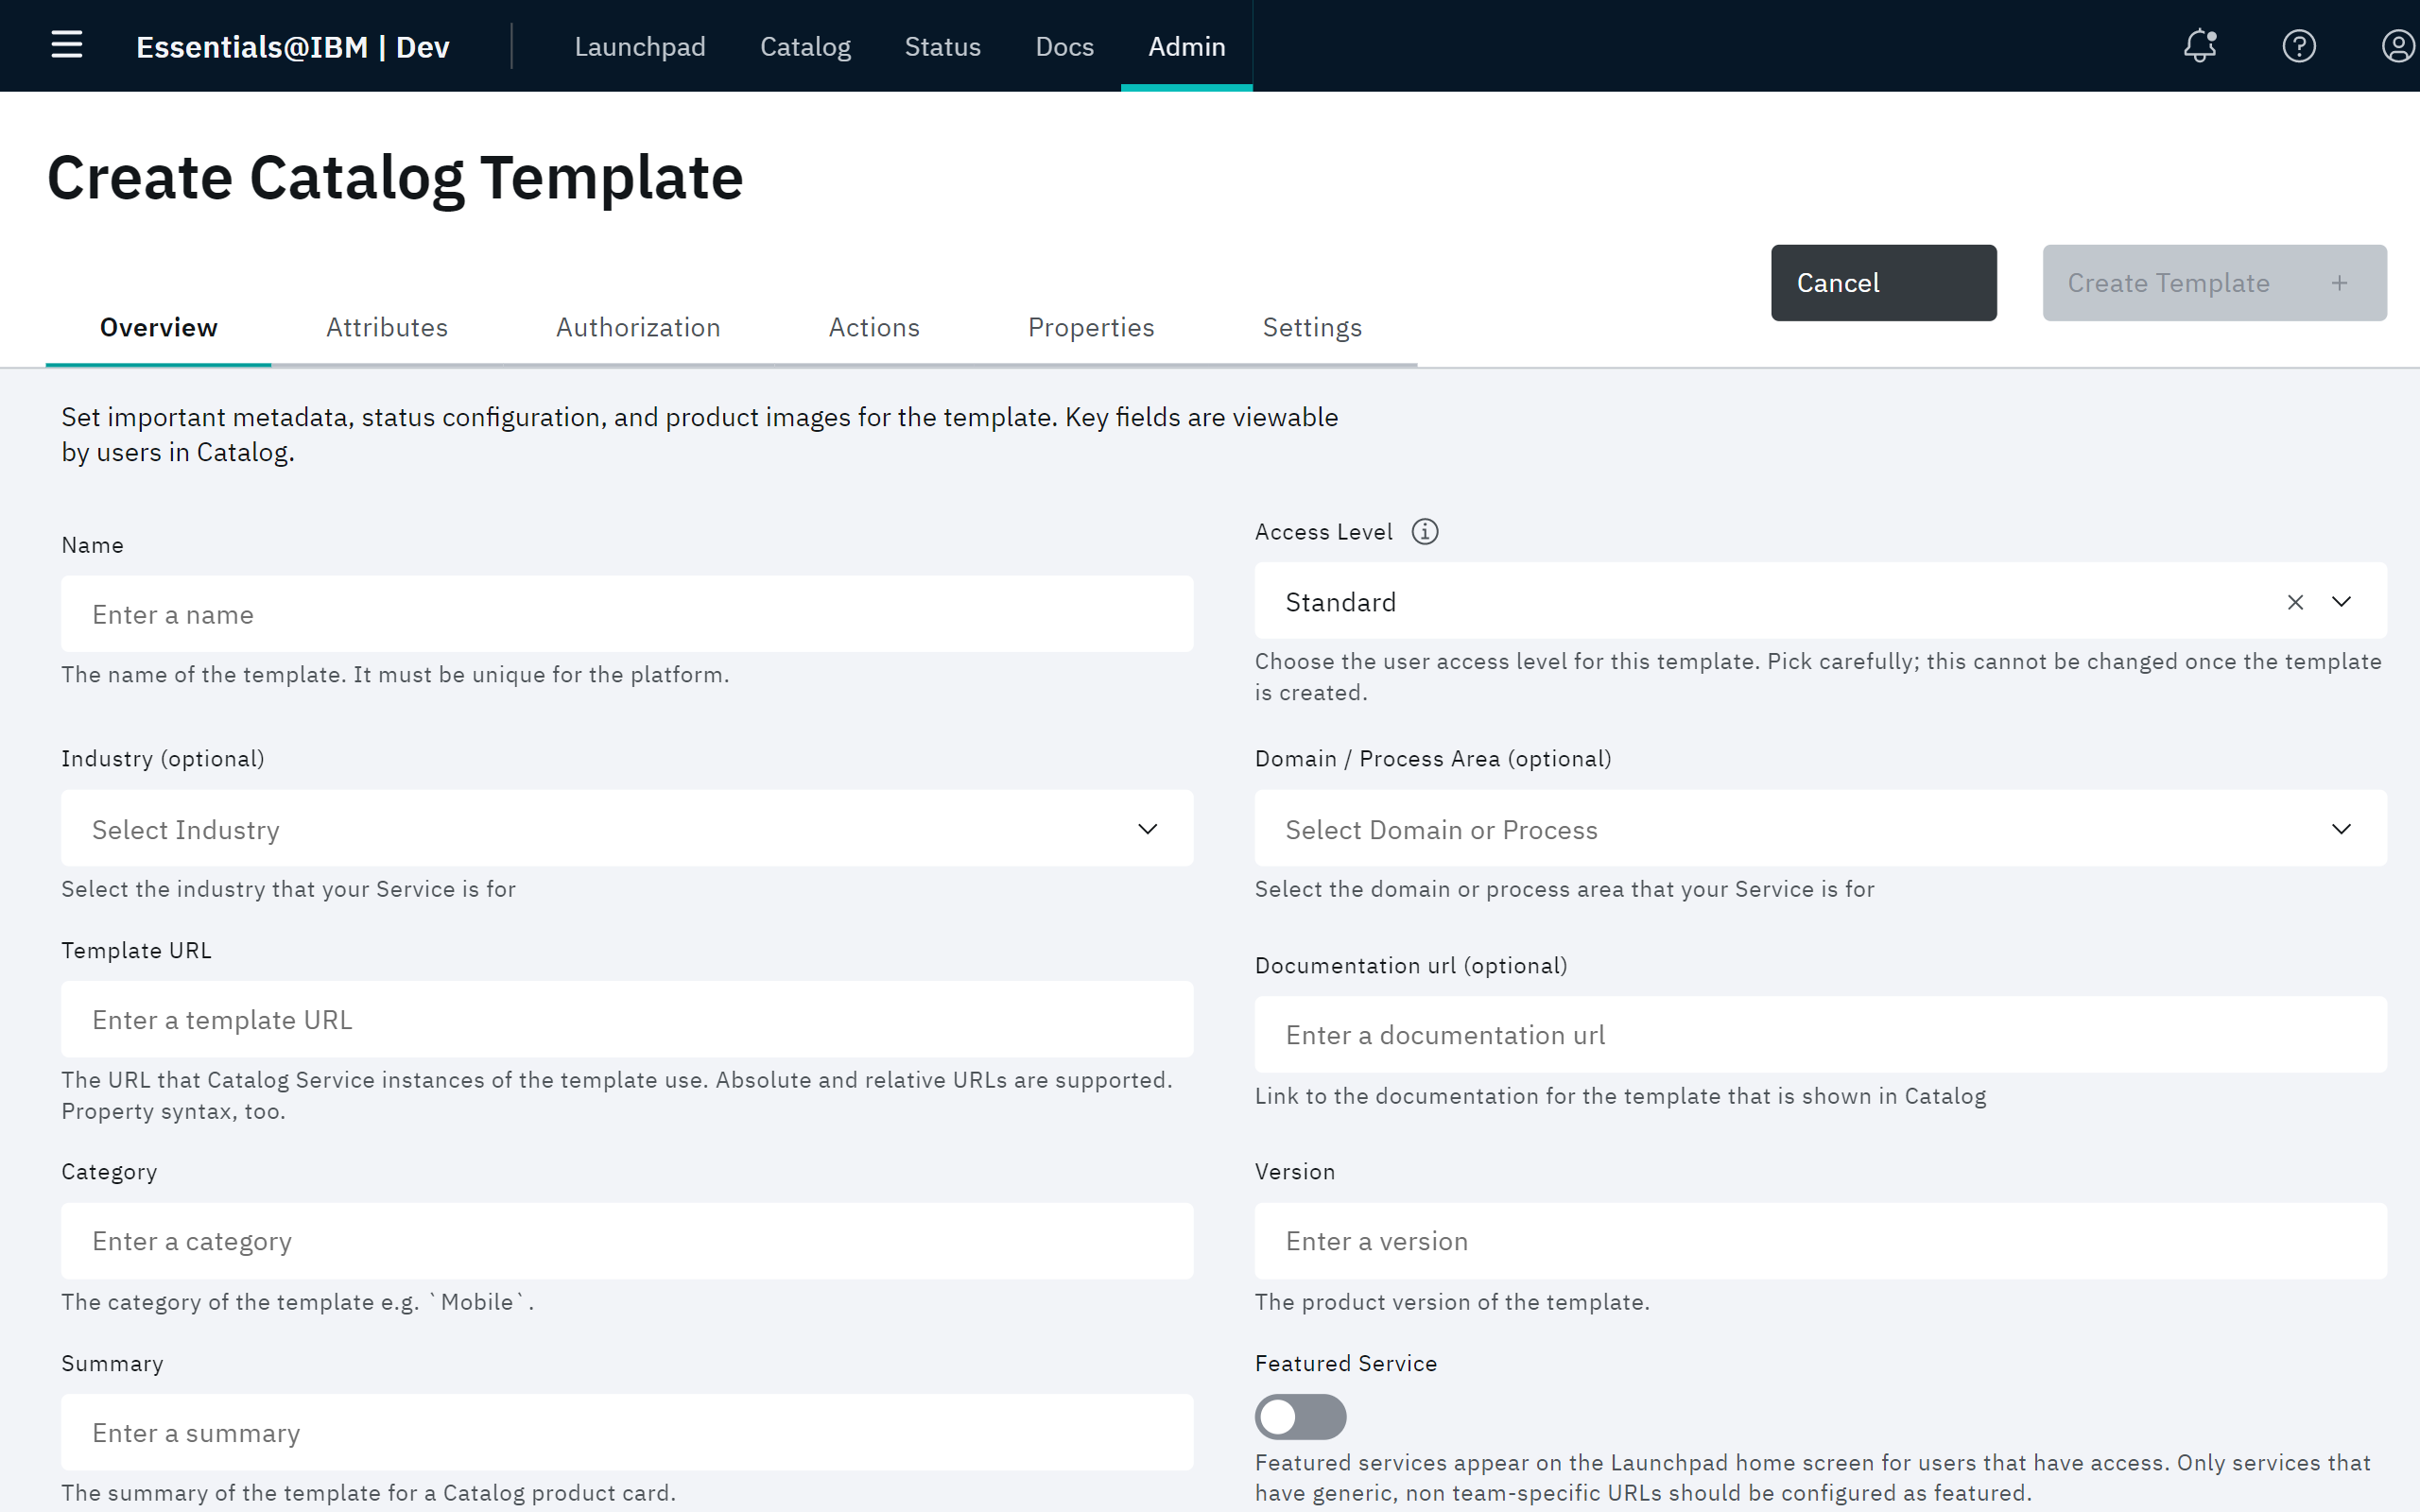 Essentials@IBM | Dev
Launchpad
Catalog
Status
Docs
Admin
Create Catalog Template
Cancel
Create Template
Overview
Attributes
Authorization
Actions
Properties
Settings
Set important metadata, status configuration, and product images for the template. Key fields are viewable
by users in Catalog.
Name
Enter a name
The name of the template. It must be unique for the platform.
Access Level
Standard
Choose the user access level for this template. Pick carefully; this cannot be changed once the template
is created.
Industry (optional)
Select Industry
Select the industry that your Service is for
Domain / Process Area (optional)
Select Domain or Process
Select the domain or process area that your Service is for
Template URL
Enter a template URL
The URL that Catalog Service instances of the template use. Absolute and relative URLs are supported.
Property syntax, too.
Documentation url (optional)
Enter a documentation url
Link to the documentation for the template that is shown in Catalog
Category
Enter a category
The category of the template e.g. `Mobile`.
Version
Enter a version
The product version of the template.
Summary
Enter a summary
The summary of the template for a Catalog product card.
Featured Service
Featured services appear on the Launchpad home screen for users that have access. Only services that
have generic, non team-specific URLs should be configured as featured.